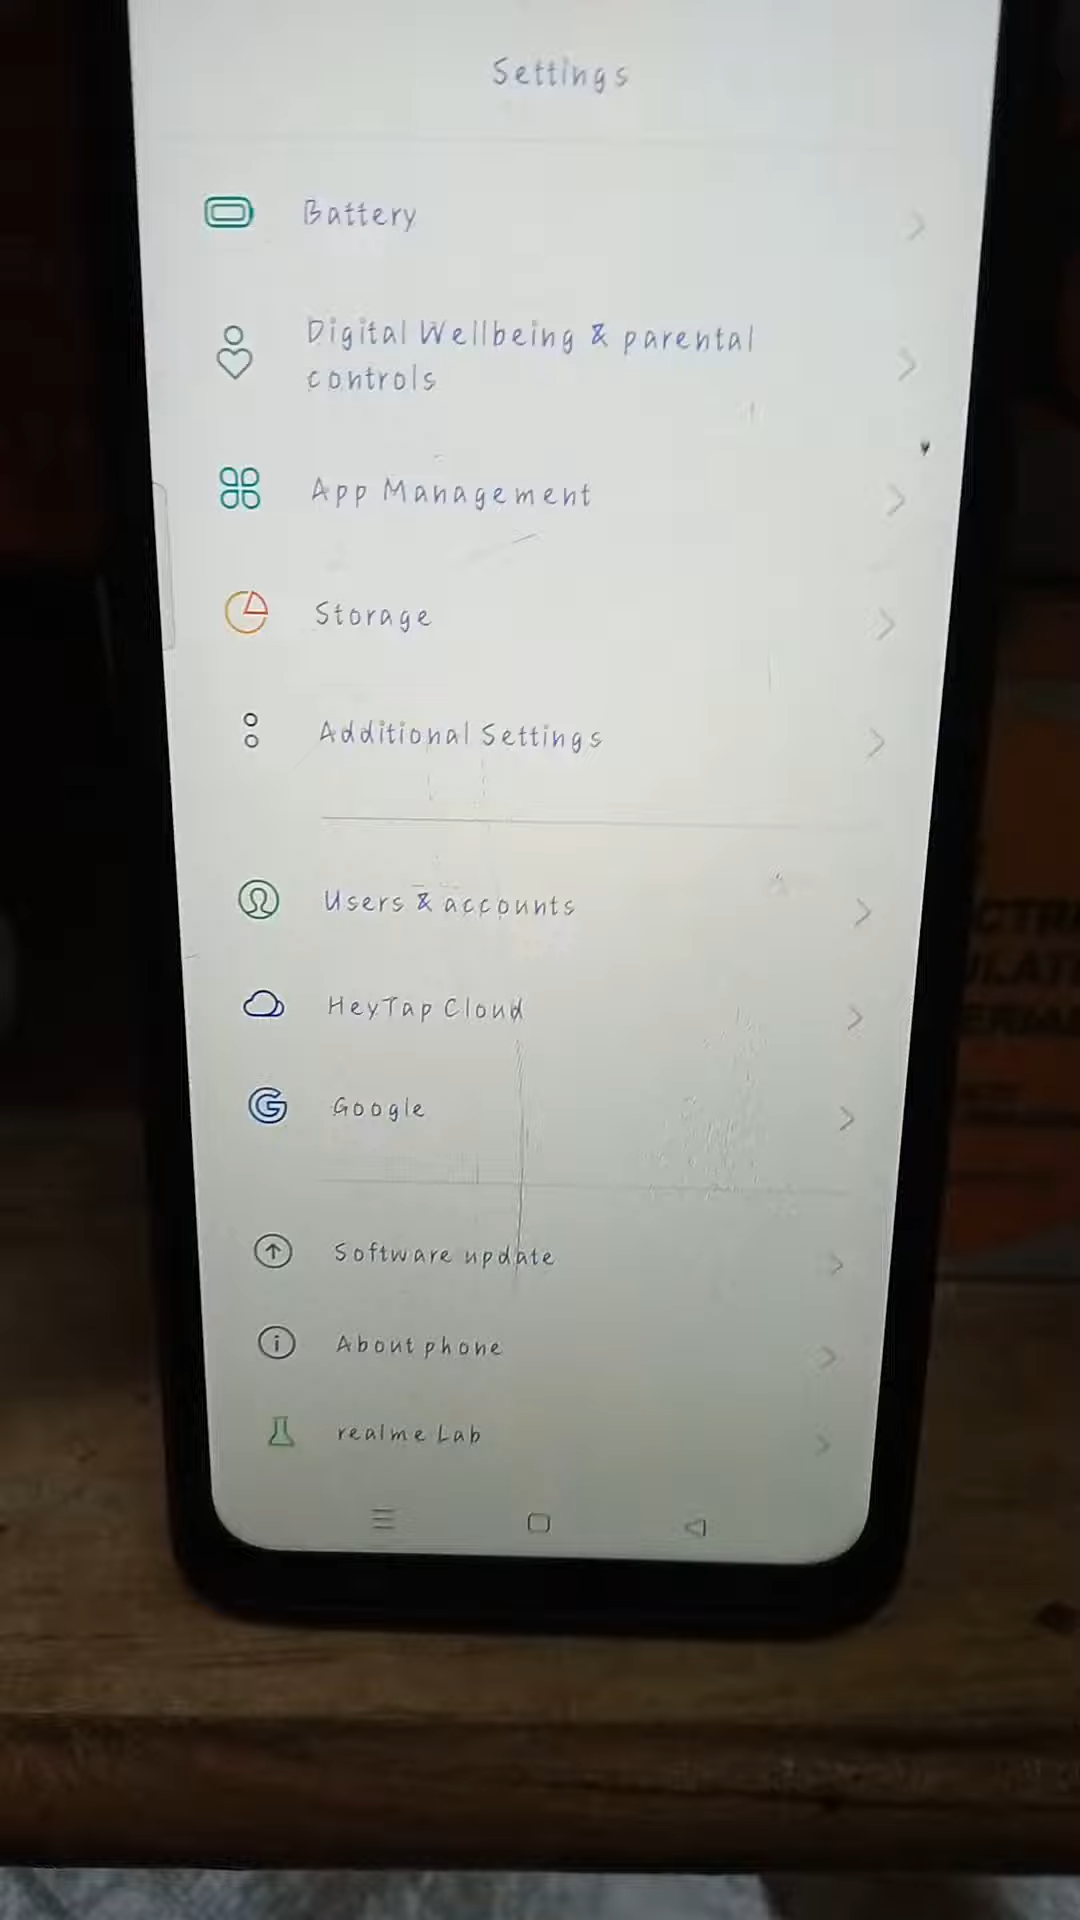 Settings
Battery
Digital Wellbeing & parental
controls
App Management
Storage
Additional Settings
Users & accounts
HeyTap Cloud
Google
Software update
About phone
realme Lab